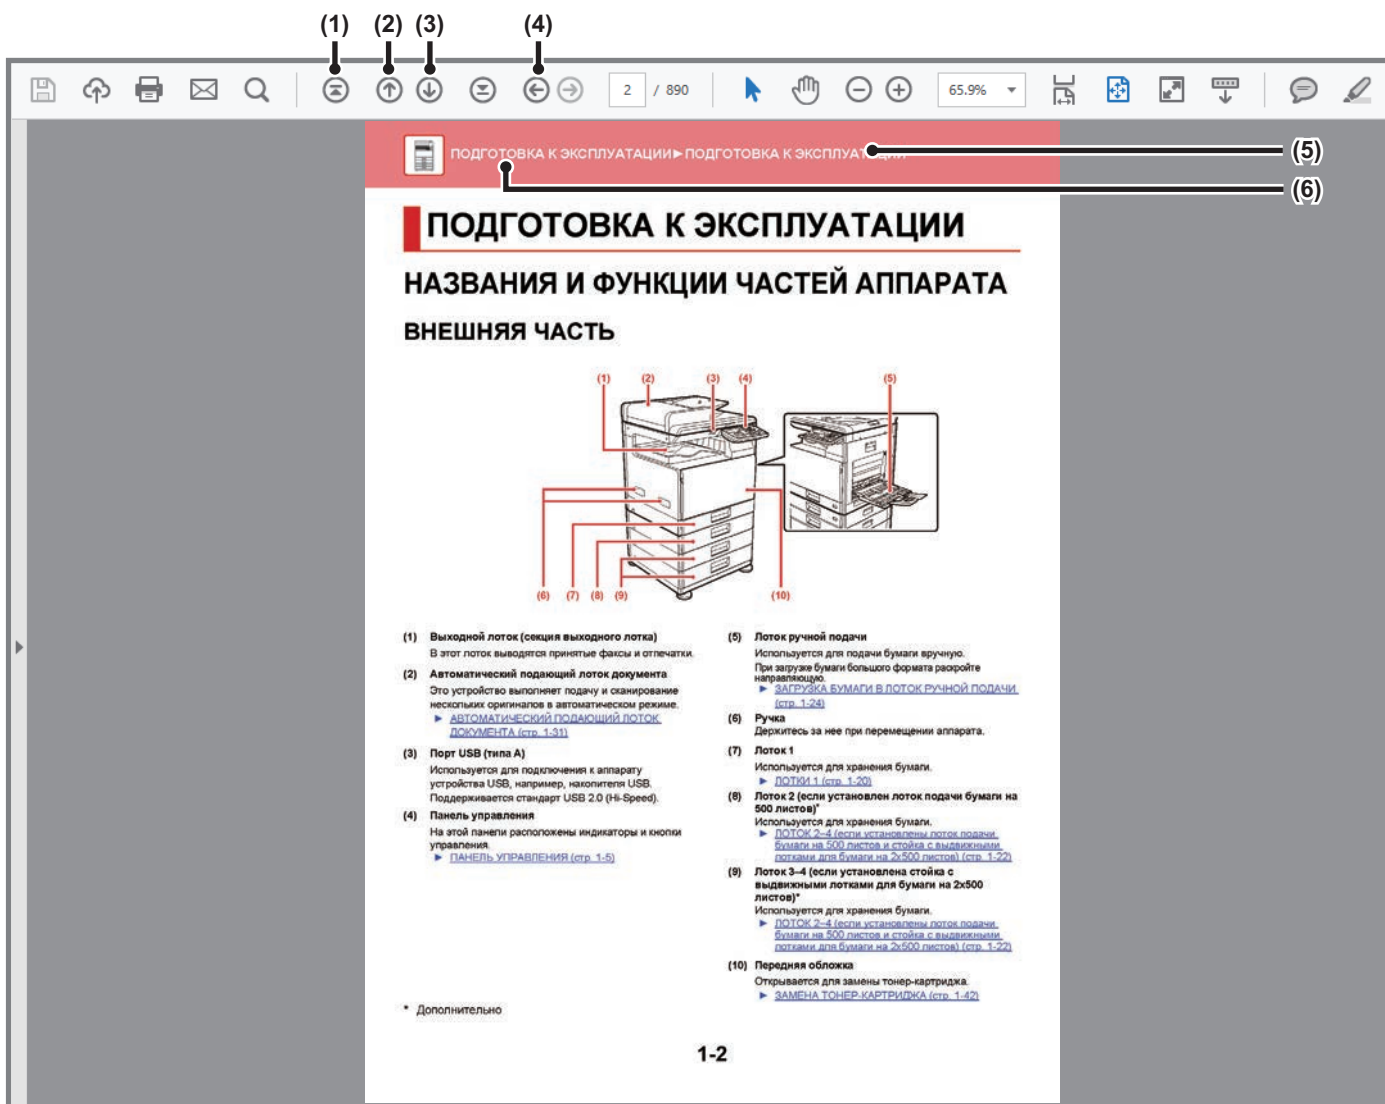 (1) (2) (3) (4)
2 / 890 65.9%
ПОДГОТОВКА К ЭКСПЛУАТАЦИИ►ПОДГОТОВКА К ЭКСПЛУАТАЦИИ
(5)
(6)
ПОДГОТОВКА К ЭКСПЛУАТАЦИИ
НАЗВАНИЯ И ФУНКЦИИ ЧАСТЕЙ АППАРАТА
ВНЕШНЯЯ ЧАСТЬ
(1) (2) (3) (4) (5)
(6) (7) (8) (9) (10)
(1) Выходной лоток (секция выходного лотка)
В этот лоток выводятся принятые факсы и отпечатки.
(2) Автоматический подающий лоток документа
Это устройство выполняет подачу и сканирование
нескольких оригиналов в автоматическом режиме.
► АВТОМАТИЧЕСКИЙ ПОДАЮЩИЙ ЛОТОК
ДОКУМЕНТА (стр. 1-31)
(3) Порт USB (типа A)
Используется для подключения к аппарату
устройства USB, например, накопителя USB.
Поддерживается стандарт USB 2.0 (Hi-Speed).
(4) Панель управления
На этой панели расположены индикаторы и кнопки
управления.
► ПАНЕЛЬ УПРАВЛЕНИЯ (стр. 1-5)
(5) Лоток ручной подачи
Используется для подачи бумаги вручную.
При загрузке бумаги большого формата раскройте
направляющую.
► ЗАГРУЗКА БУМАГИ В ЛОТОК РУЧНОЙ ПОДАЧИ
(стр. 1-24)
(6) Ручка
Держитесь за нее при перемещении аппарата.
(7) Лоток 1
Используется для хранения бумаги.
► ЛОТКИ 1 (стр. 1-20)
(8) Лоток 2 (если установлен лоток подачи бумаги на
500 листов)*
Используется для хранения бумаги.
► ЛОТОК 2–4 (если установлены лоток подачи
бумаги на 500 листов и стойка с выдвижными
лотками для бумаги на 2x500 листов) (стр. 1-22)
(9) Лоток 3–4 (если установлена стойка с
выдвижными лотками для бумаги на 2x500
листов)*
Используется для хранения бумаги.
► ЛОТОК 2–4 (если установлены лоток подачи
бумаги на 500 листов и стойка с выдвижными
лотками для бумаги на 2x500 листов) (стр. 1-22)
(10) Передняя обложка
Открывается для замены тонер-картриджа.
► ЗАМЕНА ТОНЕР-КАРТРИДЖА (стр. 1-42)
* Дополнительно
1-2